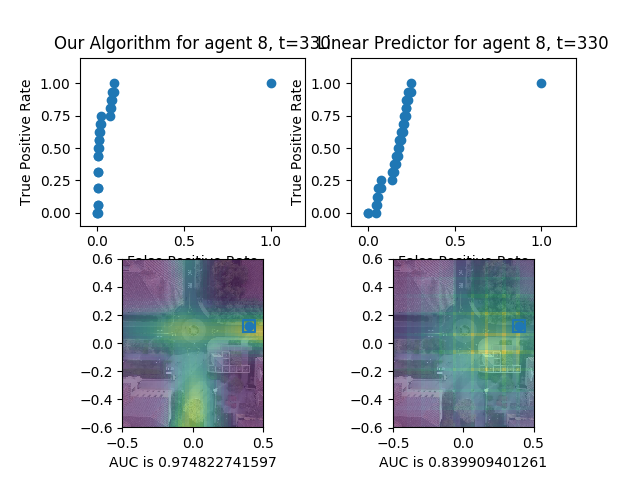 Our Algorithm for agent 8, t=330
Linear Predictor for agent 8, t=330
True Positive Rate
1.00
0.75
0.50
0.25
0.00
0.0 0.5 1.0
False Positive Rate
True Positive Rate
1.00
0.75
0.50
0.25
0.00
0.0 0.5 1.0
False Positive Rate
0.6
0.4
0.2
0.0
−0.2
−0.4
−0.6
−0.5 0.0 0.5
AUC is 0.974822741597
0.6
0.4
0.2
0.0
−0.2
−0.4
−0.6
−0.5 0.0 0.5
AUC is 0.839909401261